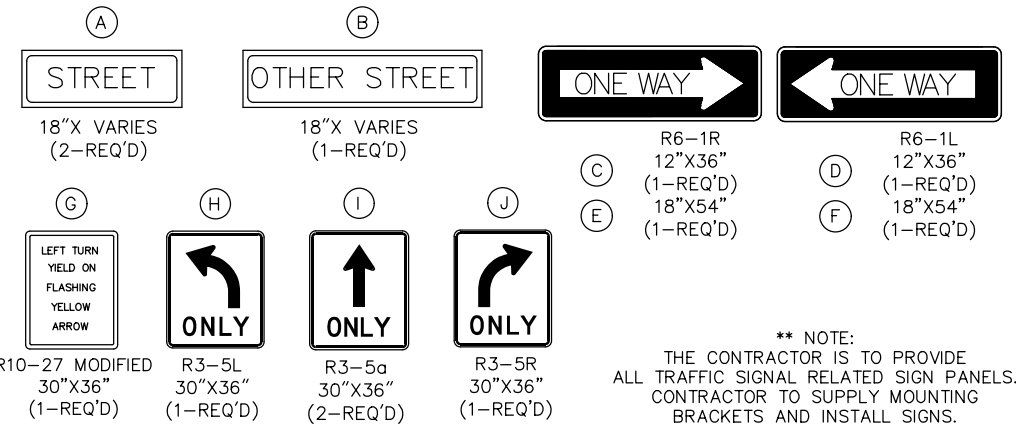 A
STREET
18"X VARIES
(2-REQ'D)
B
OTHER STREET
18"X VARIES
(1-REQ'D)
ONE WAY
R6-1R
C
12"X36"
(1-REQ'D)
E
18"X54"
(1-REQ'D)
ONE WAY
R6-1L
D
12"X36"
(1-REQ'D)
F
18"X54"
(1-REQ'D)
G
LEFT TURN
YIELD ON
FLASHING
YELLOW
ARROW
R10-27 MODIFIED
30"X36"
(1-REQ'D)
H
ONLY
R3-5L
30"X36"
(1-REQ'D)
I
ONLY
R3-5a
30"X36"
(2-REQ'D)
J
ONLY
R3-5R
30"X36"
(1-REQ'D)
** NOTE:
THE CONTRACTOR IS TO PROVIDE
ALL TRAFFIC SIGNAL RELATED SIGN PANELS.
CONTRACTOR TO SUPPLY MOUNTING
BRACKETS AND INSTALL SIGNS.